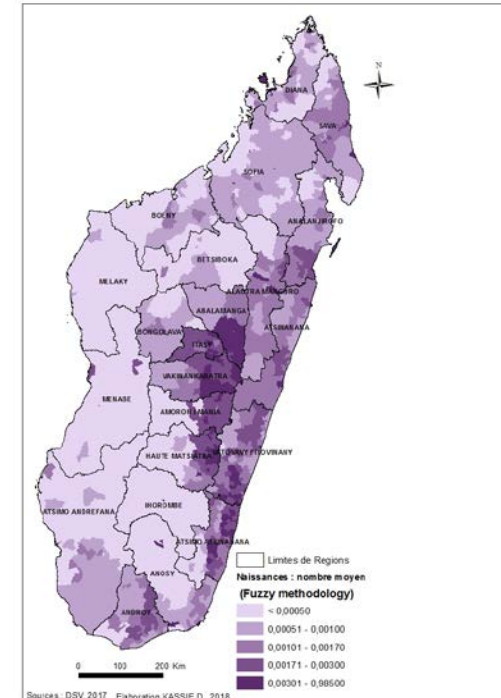 N
DIANA
SAVA
SOFIA
BOENY
ANALANJIROFO
BETSIBOKA
MELAKY
ALAOTRA MANGORO
ANALAMANGA
BONGOLAVA
ATSINANANA
ITASY
VAKINANKARATRA
MENABE
AMORON A MANIA
VATOVAVY FITOVINANY
HAUTE MATSIATRA
ATSIMO ANDREFANA
IHOROMBE
ATSIMO ATSINANANA
ANOSY
ANDROY
Limites de Regions
Naissances : nombre moyen
(Fuzzy methodology)
< 0,00050
0,00051 - 0,00100
0,00101 - 0,00170
0,00171 - 0,00300
0,00301 - 0,98500
0 100 200 Km
Sources : DSV, 2017 Elaboration KASSIE D., 2018